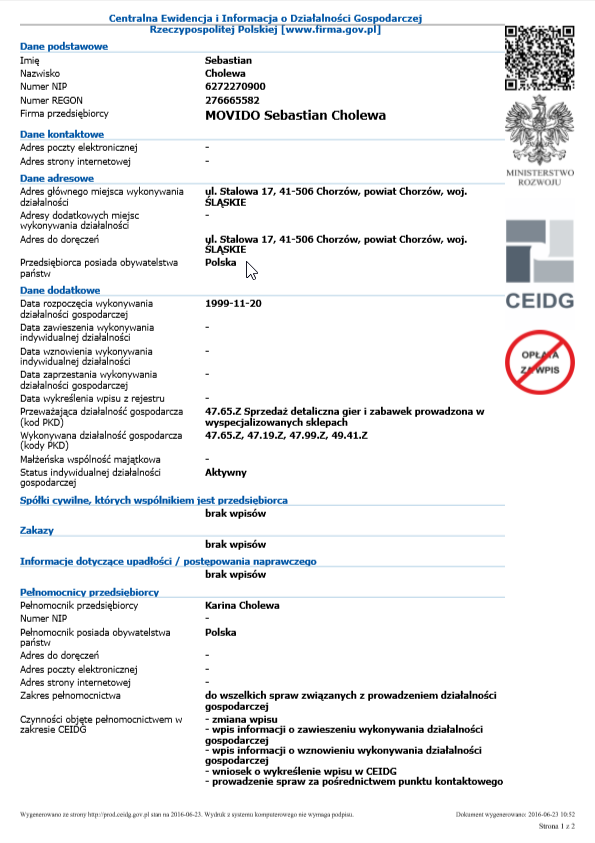 Centralna Ewidencja i Informacja o Działalności Gospodarczej
Rzeczypospolitej Polskiej [www.firma.gov.pl]
Dane podstawowe
Imię Sebastian
Nazwisko Cholewa
Numer NIP 6272270900
Numer REGON 276665582
Firma przedsiębiorcy MOVIDO Sebastian Cholewa
MINISTERSTWO
ROZWOJU
Dane kontaktowe
Adres poczty elektronicznej -
Adres strony internetowej -
Dane adresowe
Adres głównego miejsca wykonywania ul. Stalowa 17, 41-506 Chorzów, powiat Chorzów, woj.
działalności ŚLĄSKIE
Adresy dodatkowych miejsc -
wykonywania działalności
Adres do doręczeń ul. Stalowa 17, 41-506 Chorzów, powiat Chorzów, woj.
ŚLĄSKIE
Przedsiębiorca posiada obywatelstwa Polska
państw
CEIDG
Dane dodatkowe
Data rozpoczęcia wykonywania 1999-11-20
działalności gospodarczej
Data zawieszenia wykonywania -
indywidualnej działalności
Data wznowienia wykonywania -
indywidualnej działalności
OPŁATA
ZA WPIS
Data zaprzestania wykonywania -
działalności gospodarczej
Data wykreślenia wpisu z rejestru -
Przeważająca działalność gospodarcza 47.65.Z Sprzedaż detaliczna gier i zabawek prowadzona w
(kod PKD) wyspecjalizowanych sklepach
Wykonywana działalność gospodarcza 47.65.Z, 47.19.Z, 47.99.Z, 49.41.Z
(kody PKD)
Małżeńska wspólność majątkowa -
Status indywidualnej działalności Aktywny
gospodarczej
Spółki cywilne, których wspólnikiem jest przedsiębiorca
brak wpisów
Zakazy
brak wpisów
Informacje dotyczące upadłości / postępowania naprawczego
brak wpisów
Pełnomocnicy przedsiębiorcy
Pełnomocnik przedsiębiorcy Karina Cholewa
Numer NIP -
Pełnomocnik posiada obywatelstwa Polska
państw
Adres do doręczeń -
Adres poczty elektronicznej -
Adres strony internetowej -
Zakres pełnomocnictwa do wszelkich spraw związanych z prowadzeniem działalności
gospodarczej
Czynności objęte pełnomocnictwem w - zmiana wpisu
zakresie CEIDG - wpis informacji o zawieszeniu wykonywania działalności
gospodarczej
- wpis informacji o wznowieniu wykonywania działalności
gospodarczej
- wniosek o wykreślenie wpisu w CEIDG
- prowadzenie spraw za pośrednictwem punktu kontaktowego
Wygenerowano ze strony http://prod.ceidg.gov.pl stan na 2016-06-23. Wydruk z systemu komputerowego nie wymaga podpisu. Dokument wygenerowano: 2016-06-23 10:52
Strona 1 z 2